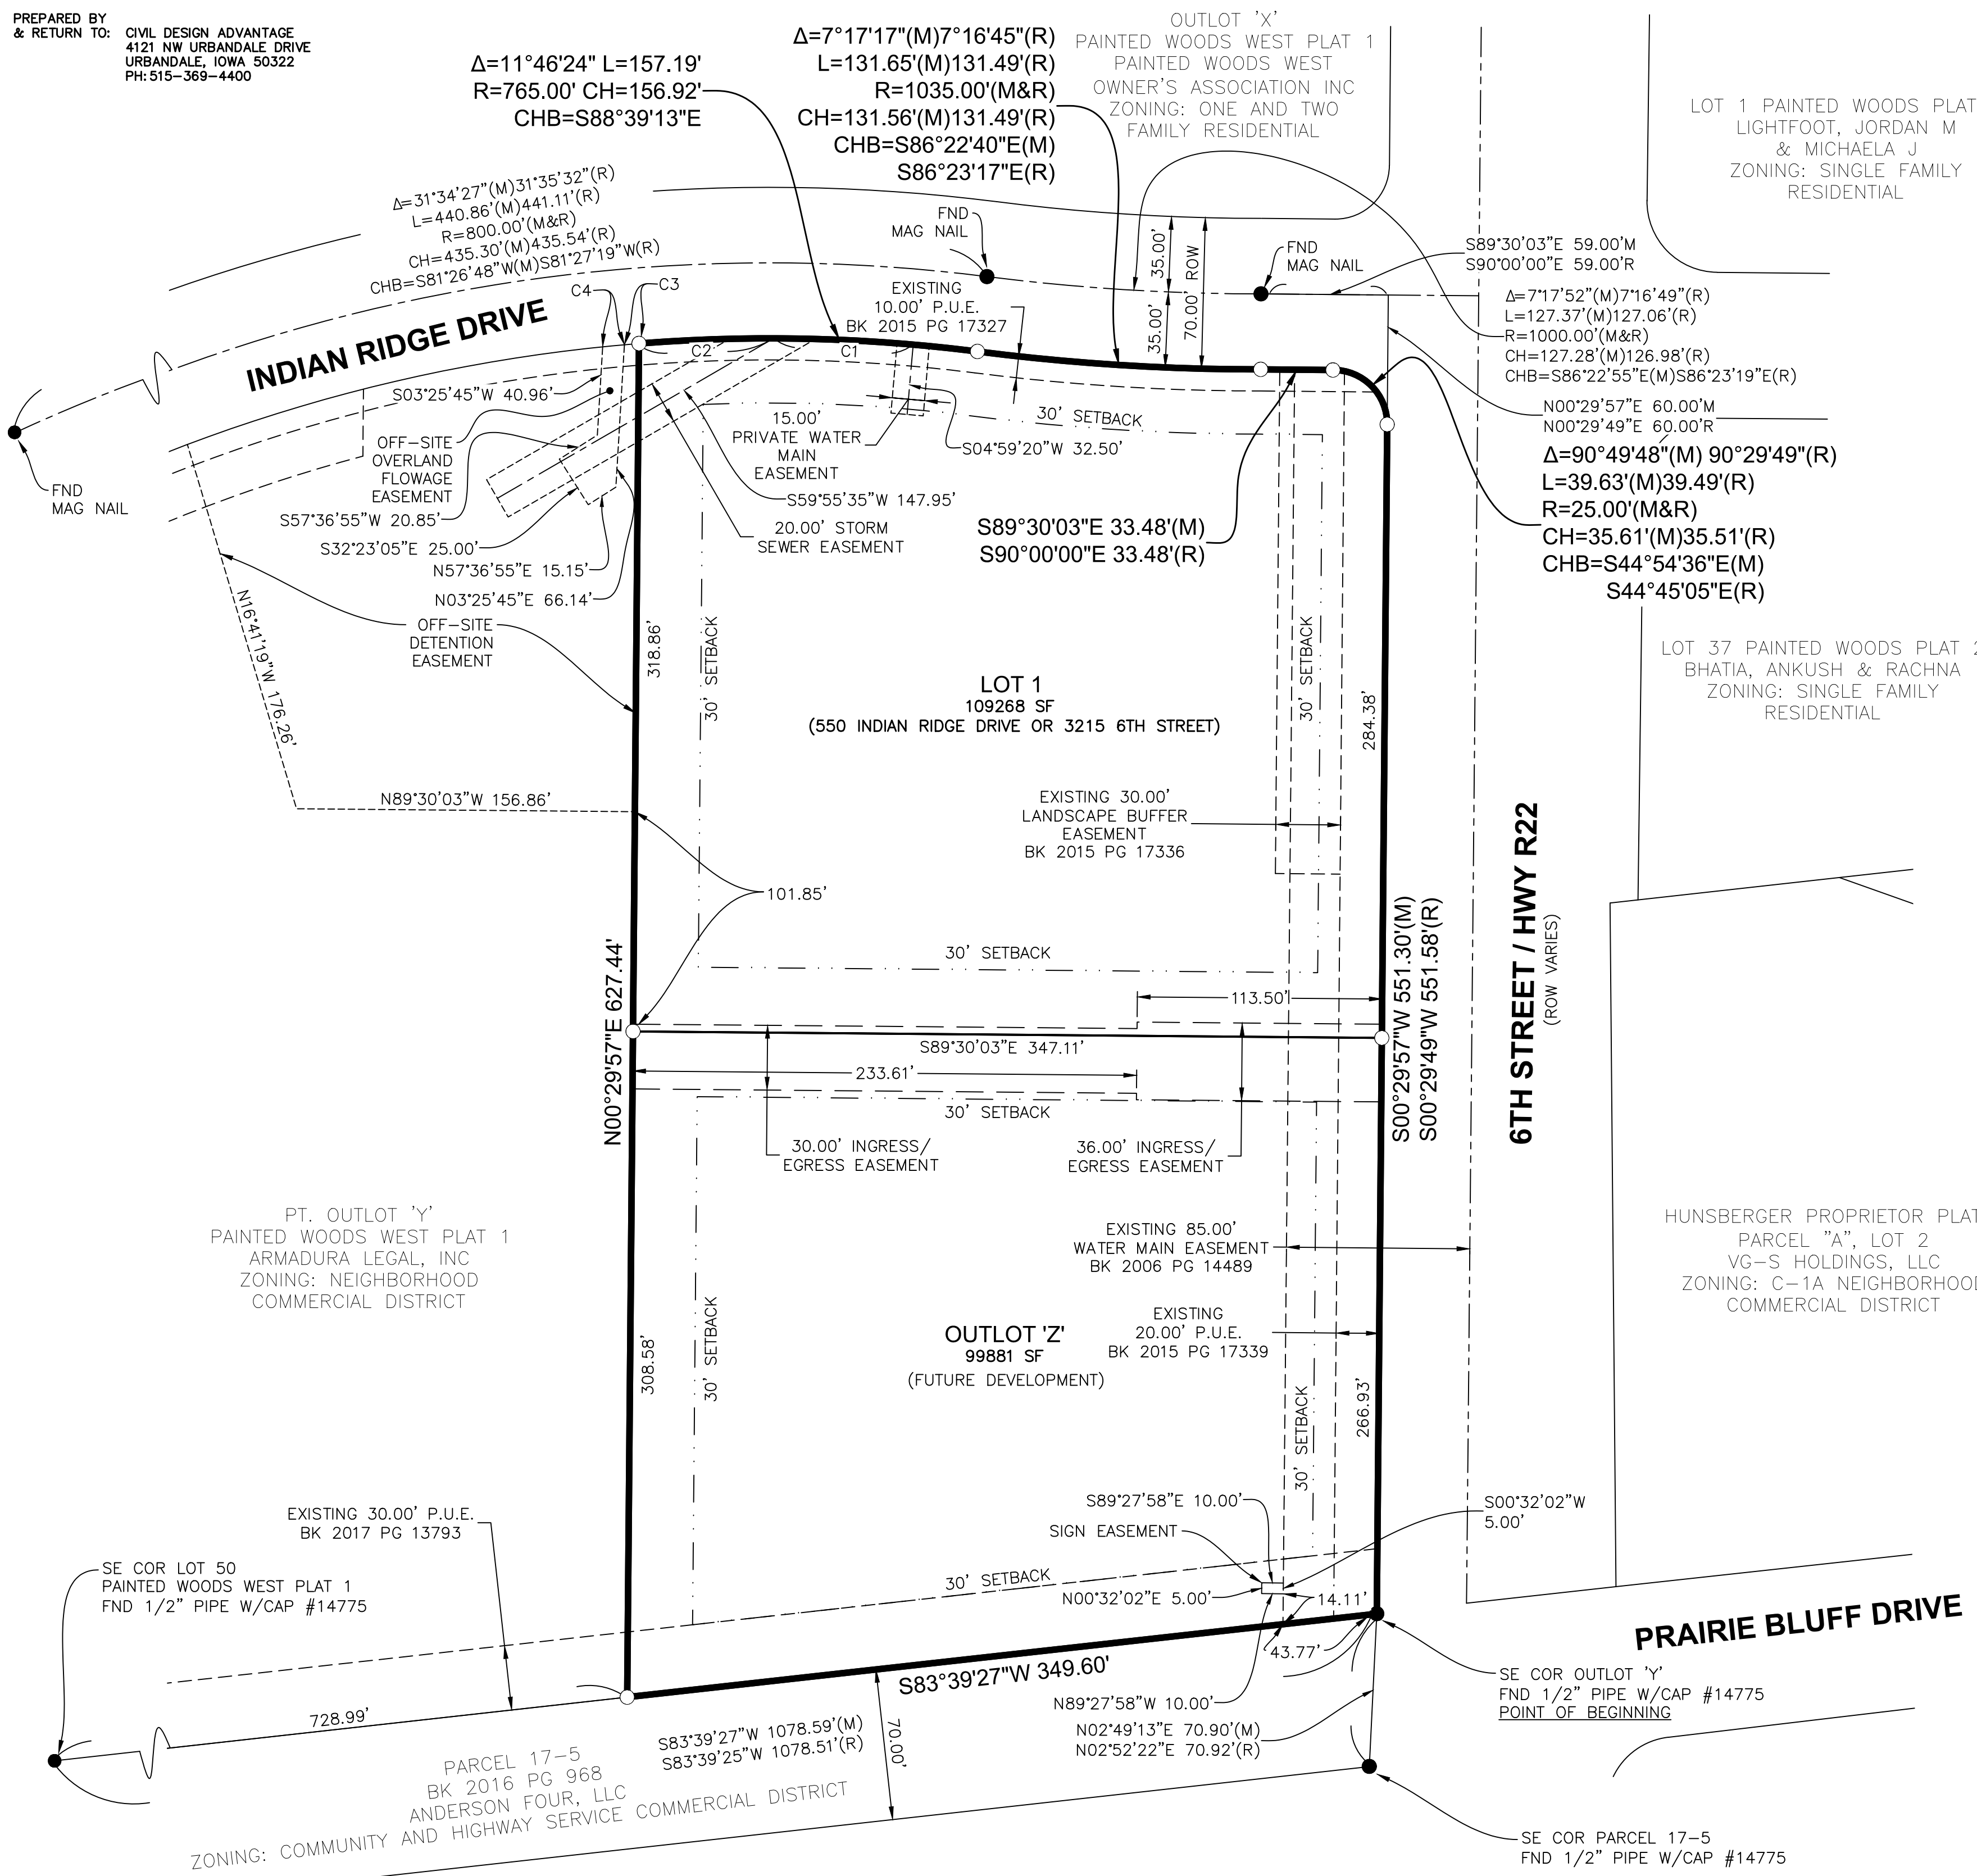 PREPARED BY
& RETURN TO: CIVIL DESIGN ADVANTAGE
4121 NW URBANDALE DRIVE
URBANDALE, IOWA 50322
PH: 515-369-4400
Δ=11°46'24" L=157.19'
R=765.00' CH=156.92'
CHB=S88°39'13"E
Δ=7°17'17"(M)7°16'45"(R)
L=131.65'(M)131.49'(R)
R=1035.00'(M&R)
CH=131.56'(M)131.49'(R)
CHB=S86°22'40"E(M)
S86°23'17"E(R)
OUTLOT 'X'
PAINTED WOODS WEST PLAT 1
PAINTED WOODS WEST
OWNER'S ASSOCIATION INC
ZONING: ONE AND TWO
FAMILY RESIDENTIAL
LOT 1 PAINTED WOODS PLAT
LIGHTFOOT, JORDAN M
& MICHAELA J
ZONING: SINGLE FAMILY
RESIDENTIAL
Δ=31°34'27"(M)31°35'32"(R)
L=440.86'(M)441.11'(R)
R=800.00'(M&R)
CH=435.30'(M)435.54'(R)
CHB=S81°26'48"W(M)S81°27'19"W(R)
FND
MAG NAIL
35.00'
35.00'
70.00' ROW
FND
MAG NAIL
S89°30'03"E 59.00'M
S90°00'00"E 59.00'R
Δ=7°17'52"(M)7°16'49"(R)
L=127.37'(M)127.06'(R)
R=1000.00'(M&R)
CH=127.28'(M)126.98'(R)
CHB=S86°22'55"E(M)S86°23'19"E(R)
N00°29'57"E 60.00'M
N00°29'49"E 60.00'R
Δ=90°49'48"(M) 90°29'49"(R)
L=39.63'(M)39.49'(R)
R=25.00'(M&R)
CH=35.61'(M)35.51'(R)
CHB=S44°54'36"E(M)
S44°45'05"E(R)
INDIAN RIDGE DRIVE
C4
C3
C2
C1
EXISTING
10.00' P.U.E.
BK 2015 PG 17327
S03°25'45"W 40.96'
OFF-SITE
OVERLAND
FLOWAGE
EASEMENT
FND
MAG NAIL
S57°36'55"W 20.85'
S32°23'05"E 25.00'
N57°36'55"E 15.15'
N03°25'45"E 66.14'
OFF-SITE
DETENTION
EASEMENT
N16°41'19"W 176.26'
N89°30'03"W 156.86'
15.00'
PRIVATE WATER
MAIN
EASEMENT
30' SETBACK
S04°59'20"W 32.50'
S59°55'35"W 147.95'
20.00' STORM
SEWER EASEMENT
S89°30'03"E 33.48'(M)
S90°00'00"E 33.48'(R)
318.86'
30' SETBACK
LOT 1
109268 SF
(550 INDIAN RIDGE DRIVE OR 3215 6TH STREET)
30' SETBACK
284.38'
LOT 37 PAINTED WOODS PLAT 2
BHATIA, ANKUSH & RACHNA
ZONING: SINGLE FAMILY
RESIDENTIAL
EXISTING 30.00'
LANDSCAPE BUFFER
EASEMENT
BK 2015 PG 17336
101.85'
N00°29'57"E 627.44'
30' SETBACK
S00°29'57"W 551.30'(M)
S00°29'49"W 551.58'(R)
6TH STREET / HWY R22
(ROW VARIES)
113.50'
S89°30'03"E 347.11'
233.61'
30' SETBACK
30.00' INGRESS/
EGRESS EASEMENT
36.00' INGRESS/
EGRESS EASEMENT
PT. OUTLOT 'Y'
PAINTED WOODS WEST PLAT 1
ARMADURA LEGAL, INC
ZONING: NEIGHBORHOOD
COMMERCIAL DISTRICT
EXISTING 85.00'
WATER MAIN EASEMENT
BK 2006 PG 14489
HUNSBERGER PROPRIETOR PLAT
PARCEL "A", LOT 2
VG-S HOLDINGS, LLC
ZONING: C-1A NEIGHBORHOOD
COMMERCIAL DISTRICT
308.58'
30' SETBACK
OUTLOT 'Z'
99881 SF
(FUTURE DEVELOPMENT)
EXISTING
20.00' P.U.E.
BK 2015 PG 17339
30' SETBACK
266.93'
EXISTING 30.00' P.U.E.
BK 2017 PG 13793
SE COR LOT 50
PAINTED WOODS WEST PLAT 1
FND 1/2" PIPE W/CAP #14775
S89°27'58"E 10.00'
SIGN EASEMENT
S00°32'02"W
5.00'
30' SETBACK
N00°32'02"E 5.00'
14.11'
43.77'
PRAIRIE BLUFF DRIVE
S83°39'27"W 349.60'
N89°27'58"W 10.00'
SE COR OUTLOT 'Y'
FND 1/2" PIPE W/CAP #14775
POINT OF BEGINNING
728.99'
S83°39'27"W 1078.59'(M)
S83°39'25"W 1078.51'(R)
70.00'
N02°49'13"E 70.90'(M)
N02°52'22"E 70.92'(R)
PARCEL 17-5
BK 2016 PG 968
ANDERSON FOUR, LLC
ZONING: COMMUNITY AND HIGHWAY SERVICE COMMERCIAL DISTRICT
SE COR PARCEL 17-5
FND 1/2" PIPE W/CAP #14775